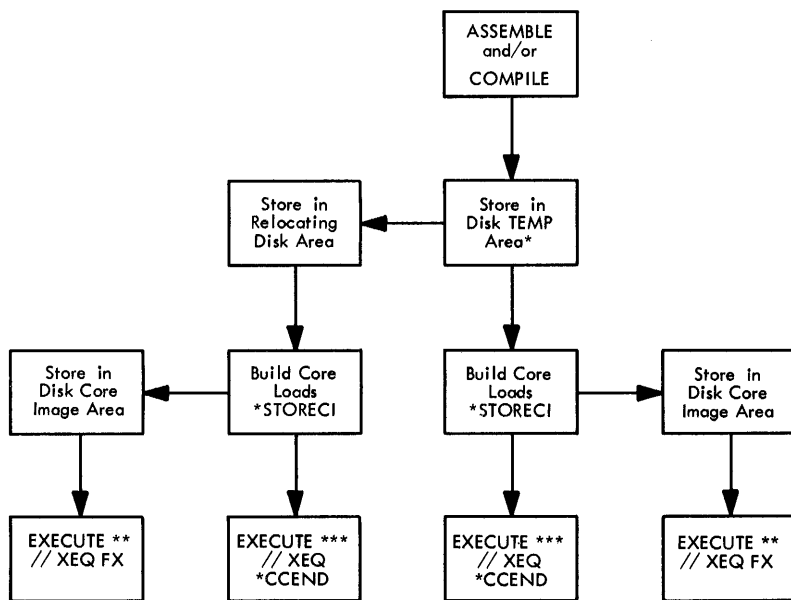 ASSEMBLE
and/or
COMPILE
Store in
Relocating
Disk Area
Store in
Disk TEMP
Area*
Store in
Disk Core
Image Area
Build Core
Loads
*STORECI
Build Core
Loads
*STORECI
Store in
Disk Core
Image Area
EXECUTE **
// XEQ FX
EXECUTE ***
// XEQ
*CCEND
EXECUTE ***
// XEQ
*CCEND
EXECUTE **
// XEQ FX